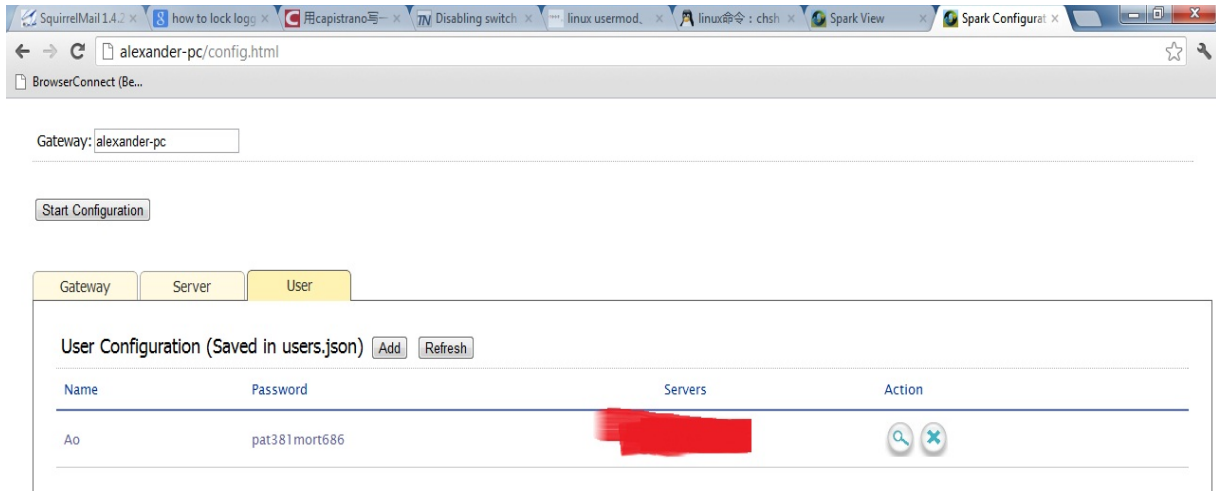 SquirrelMail 1.4.2
how to lock logg
用capistrano写一
Disabling switch
linux usermod、
linux命令：chsh
Spark View
Spark Configurat
alexander-pc/config.html
BrowserConnect (Be...
Gateway: alexander-pc
Start Configuration
Gateway Server User
User Configuration (Saved in users.json) Add Refresh
Name Password Servers Action
Ao pat381mort686